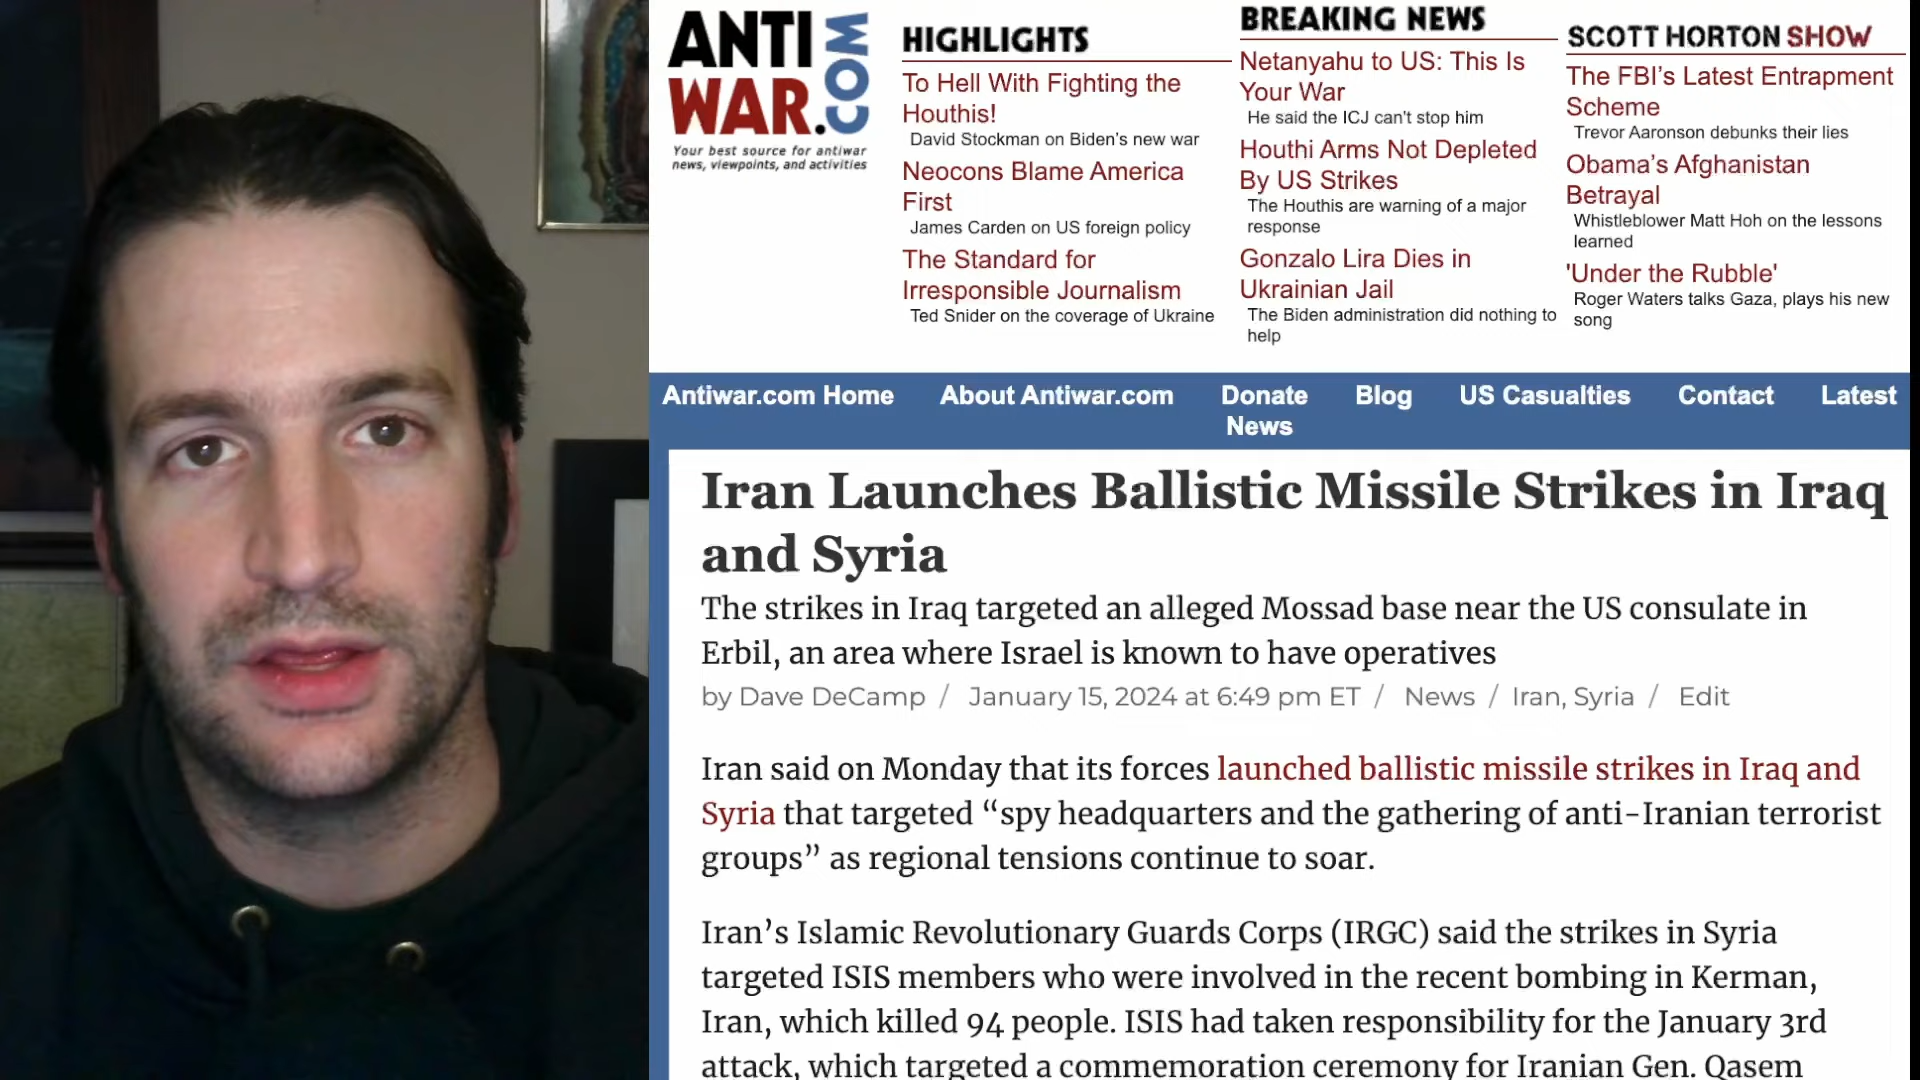 ANTI
WAR.COM
Your best source for antiwar
news, viewpoints, and activities
HIGHLIGHTS
To Hell With Fighting the
Houthis!
David Stockman on Biden's new war
Neocons Blame America
First
James Carden on US foreign policy
The Standard for
Irresponsible Journalism
Ted Snider on the coverage of Ukraine
BREAKING NEWS
Netanyahu to US: This Is
Your War
He said the ICJ can't stop him
Houthi Arms Not Depleted
By US Strikes
The Houthis are warning of a major
response
Gonzalo Lira Dies in
Ukrainian Jail
The Biden administration did nothing to
help
SCOTT HORTON SHOW
The FBI's Latest Entrapment
Scheme
Trevor Aaronson debunks their lies
Obama's Afghanistan
Betrayal
Whistleblower Matt Hoh on the lessons
learned
'Under the Rubble'
Roger Waters talks Gaza, plays his new
song
Antiwar.com Home About Antiwar.com Donate Blog US Casualties Contact Latest
News
Iran Launches Ballistic Missile Strikes in Iraq
and Syria
The strikes in Iraq targeted an alleged Mossad base near the US consulate in
Erbil, an area where Israel is known to have operatives
by Dave DeCamp / January 15, 2024 at 6:49 pm ET / News / Iran, Syria / Edit
Iran said on Monday that its forces launched ballistic missile strikes in Iraq and
Syria that targeted “spy headquarters and the gathering of anti-Iranian terrorist
groups” as regional tensions continue to soar.
Iran’s Islamic Revolutionary Guards Corps (IRGC) said the strikes in Syria
targeted ISIS members who were involved in the recent bombing in Kerman,
Iran, which killed 94 people. ISIS had taken responsibility for the January 3rd
attack, which targeted a commemoration ceremony for Iranian Gen. Qasem